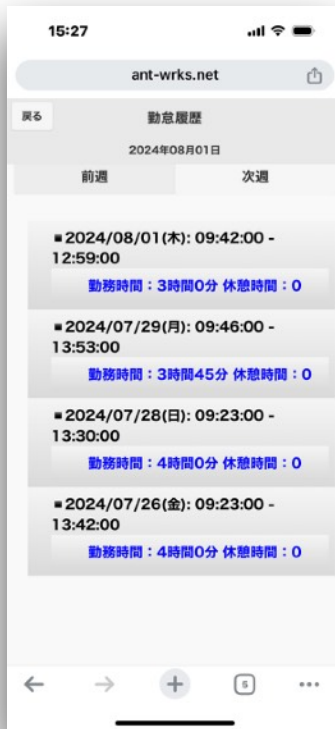 15:27
ant-wrks.net
戻る
勤怠履歴
2024年08月01日
前週
次週
■2024/08/01(木): 09:42:00 -
12:59:00
勤務時間：3時間0分 休憩時間：0
■2024/07/29(月): 09:46:00 -
13:53:00
勤務時間：3時間45分 休憩時間：0
■2024/07/28(日): 09:23:00 -
13:30:00
勤務時間：4時間0分 休憩時間：0
■2024/07/26(金): 09:23:00 -
13:42:00
勤務時間：4時間0分 休憩時間：0
5